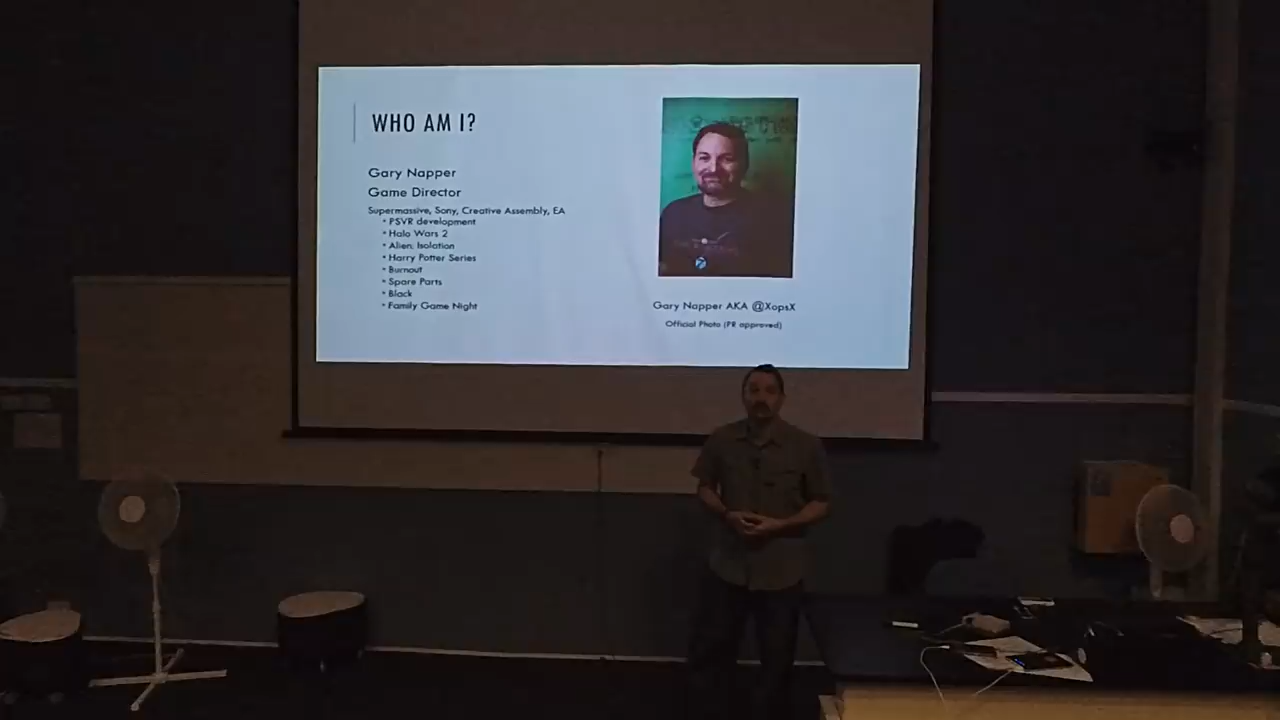 WHO AM I?
Gary Napper
Game Director
Supermassive, Sony, Creative Assembly, EA
• PSVR development
• Halo Wars 2
• Alien: Isolation
• Harry Potter Series
• Burnout
• Spare Parts
• Black
• Family Game Night
Gary Napper AKA @XopsX
Official Photo (PR approved)